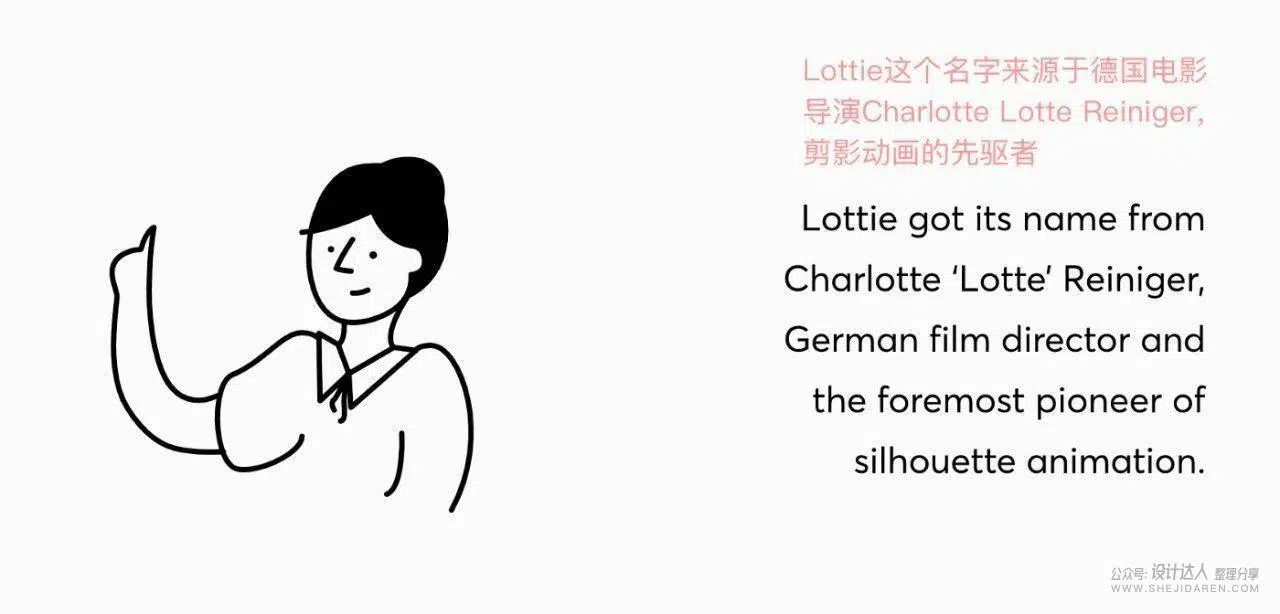 Lottie这个名字来源于德国电影
导演Charlotte Lotte Reiniger,
剪影动画的先驱者
Lottie got its name from
Charlotte ‘Lotte’ Reiniger,
German film director and
the foremost pioneer of
silhouette animation.
公众号: 设计达人 整理分享
WWW.SHEJIDAREN.COM